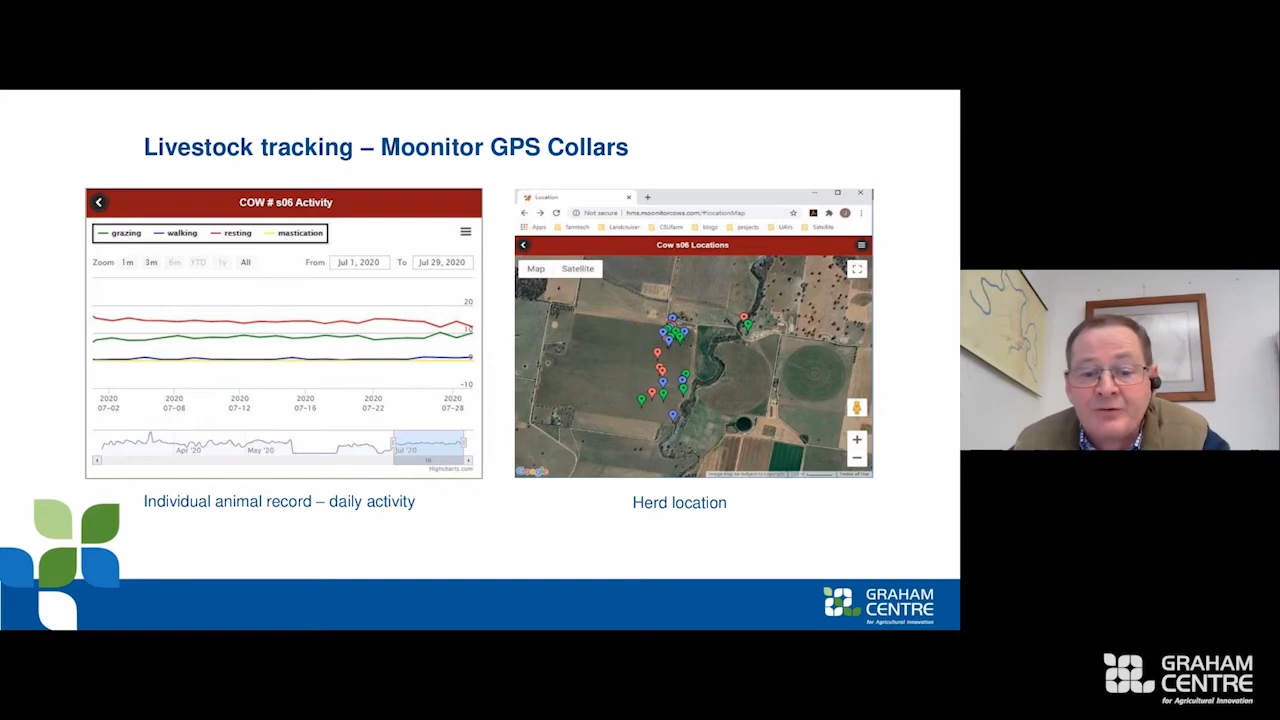 Livestock tracking – Moonitor GPS Collars
COW # s06 Activity
grazing walking resting mastication
Zoom 1m 3m 6m YTD 1y All From Jul 1, 2020 To Jul 29, 2020
20
10
0
-10
2020 2020 2020 2020 2020 2020
07-02 07-08 07-12 07-16 07-22 07-28
Apr '20 May '20 Jul '20
Highcharts.com
Individual animal record – daily activity
Location
Not secure hms.moonitorcows.com/#locationMap
Apps farmtech Landcruiser CSUfarm blogs projects UAVs Satellite
Cow s06 Locations
Map Satellite
Google
Terms of Use
Herd location
GRAHAM
CENTRE
for Agricultural Innovation
GRAHAM
CENTRE
for Agricultural Innovation